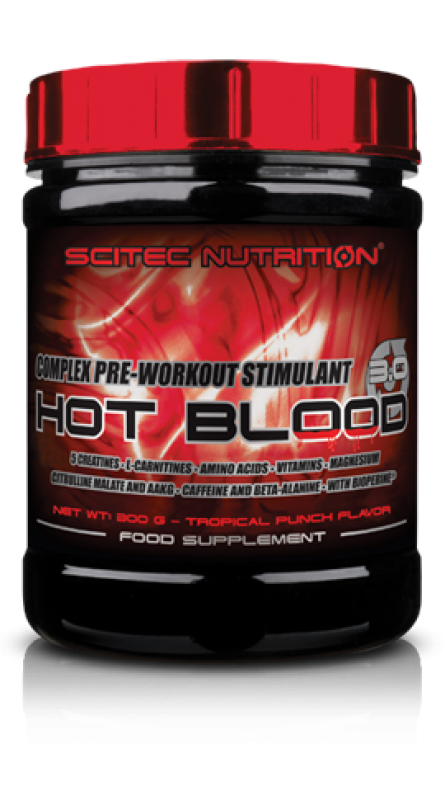 SCITEC NUTRITION®
COMPLEX PRE-WORKOUT STIMULANT
HOT BLOOD 3.0
5 CREATINES - L-CARNITINES - AMINO ACIDS - VITAMINS - MAGNESIUM
CITRULLINE MALATE AND AAKG - CAFFEINE AND BETA-ALANINE - WITH BIOPERINE®
NET WT: 300 G - TROPICAL PUNCH FLAVOR
FOOD SUPPLEMENT